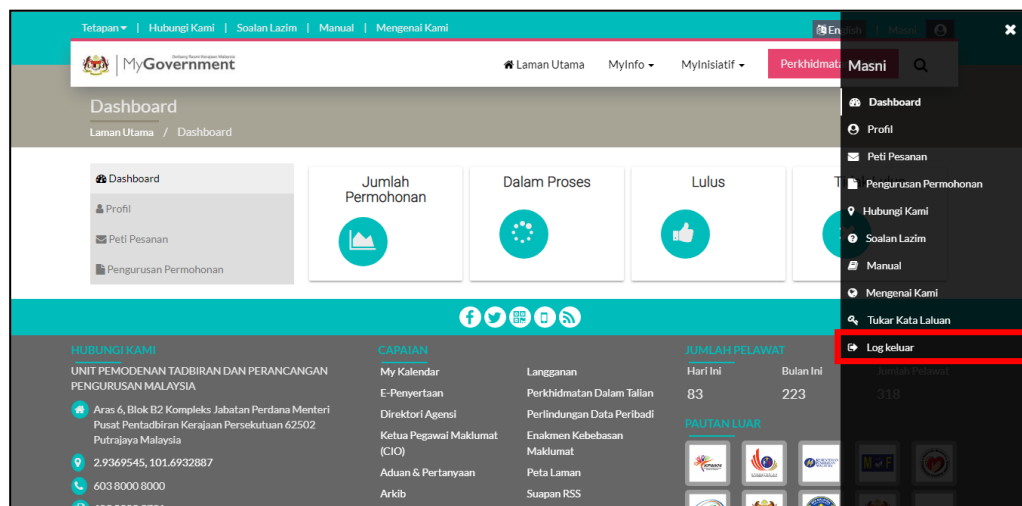 Tetapan | Hubungi Kami | Soalan Lazim | Manual | Mengenai Kami
English | Masni
MyGovernment
Laman Utama MyInfo MyInisiatif Perkhidmatan
Masni
Dashboard
Laman Utama / Dashboard
Dashboard
Profil
Peti Pesanan
Pengurusan Permohonan
Jumlah
Permohonan
Dalam Proses
Lulus
Dashboard
Profil
Peti Pesanan
Pengurusan Permohonan
Hubungi Kami
Soalan Lazim
Manual
Mengenai Kami
Tukar Kata Laluan
Log keluar
HUBUNGI KAMI
UNIT PEMODENAN TADBIRAN DAN PERANCANGAN
PENGURUSAN MALAYSIA
Aras 6, Blok B2 Kompleks Jabatan Perdana Menteri
Pusat Pentadbiran Kerajaan Persekutuan 62502
Putrajaya Malaysia
2.9369545, 101.6932887
603 8000 8000
CAPAIAN
My Kalendar
E-Penyertaan
Direktori Agensi
Ketua Pegawai Maklumat
(CIO)
Aduan & Pertanyaan
Arkib
Langganan
Perkhidmatan Dalam Talian
Perlindungan Data Peribadi
Enakmen Kebebasan
Maklumat
Peta Laman
Suapan RSS
JUMLAH PELAWAT
Hari Ini Bulan Ini Jumlah Pelawat
83 223 318
PAUTAN LUAR